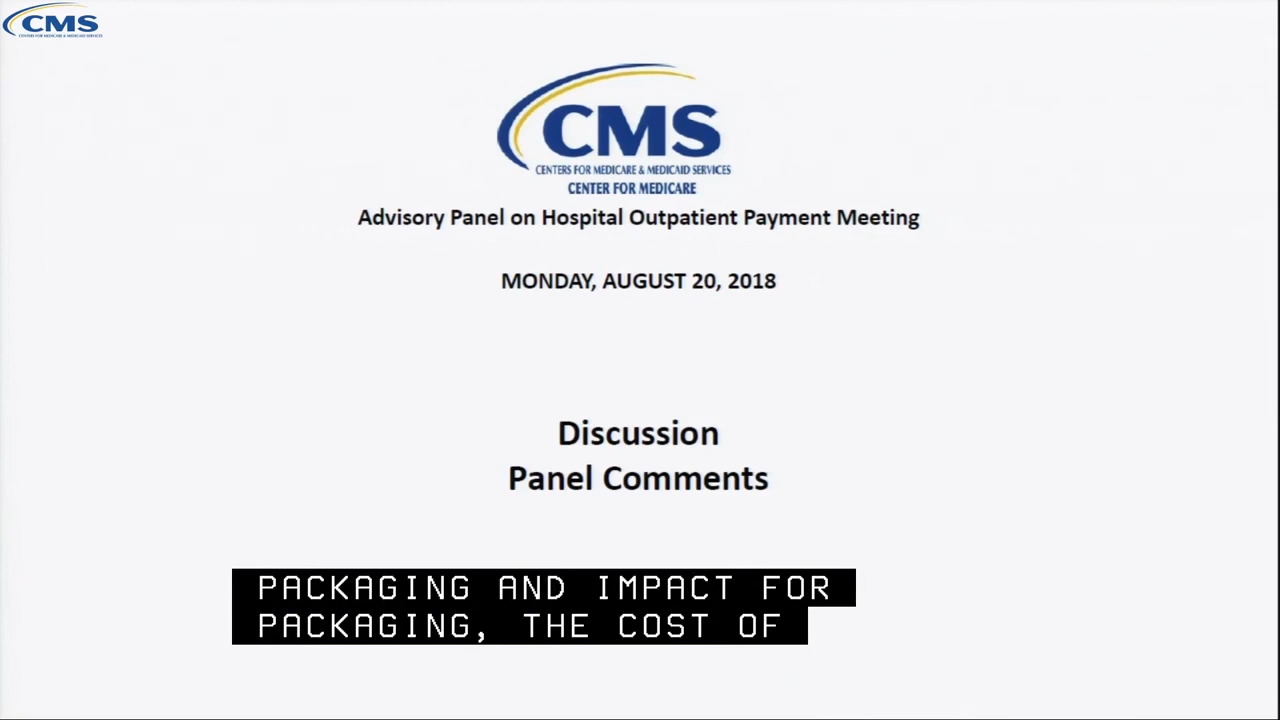 CMS
CENTERS FOR MEDICARE & MEDICAID SERVICES
CMS
CENTERS FOR MEDICARE & MEDICAID SERVICES
CENTER FOR MEDICARE
Advisory Panel on Hospital Outpatient Payment Meeting
MONDAY, AUGUST 20, 2018
Discussion
Panel Comments
PACKAGING AND IMPACT FOR
PACKAGING, THE COST OF